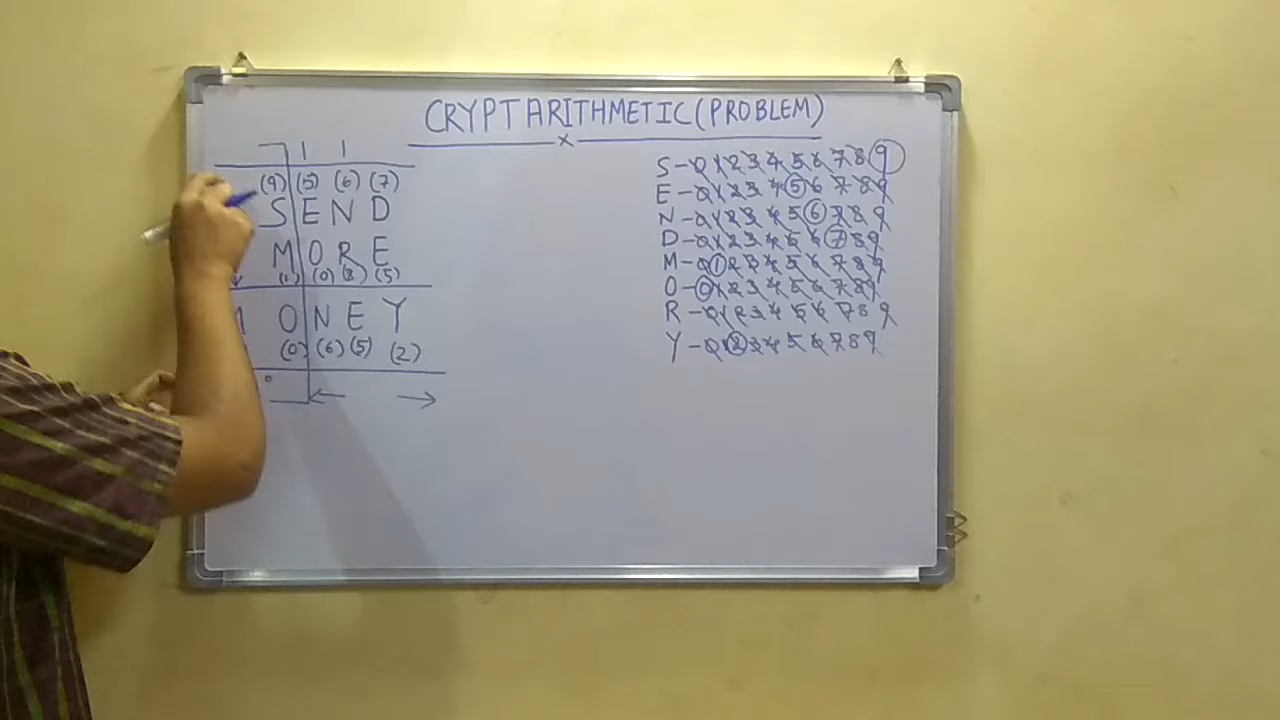 CRYPTARITHMETIC (PROBLEM)
x
1 1
(9) (5) (6) (7)
S E N D
M O R E
(1) (0) (8) (5)
M O N E Y
(0) (6) (5) (2)
S - 0 1 2 3 4 5 6 7 8 9
E - 0 1 2 3 4 5 6 7 8 9
N - 0 1 2 3 4 5 6 7 8 9
D - 0 1 2 3 4 5 6 7 8 9
M - 0 1 2 3 4 5 6 7 8 9
O - 0 1 2 3 4 5 6 7 8 9
R - 0 1 2 3 4 5 6 7 8 9
Y - 0 1 2 3 4 5 6 7 8 9